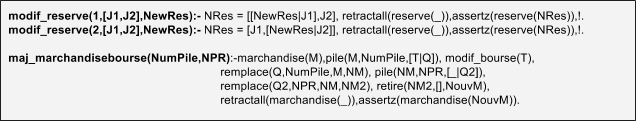 modif_reserve(1,[J1,J2],NewRes):- NRes = [[NewRes|J1],J2], retractall(reserve(_)),assertz(reserve(NRes)),!.
modif_reserve(2,[J1,J2],NewRes):- NRes = [J1,[NewRes|J2]], retractall(reserve(_)),assertz(reserve(NRes)),!.
maj_marchandisebourse(NumPile,NPR):-marchandise(M),pile(M,NumPile,[T|Q]), modif_bourse(T),
remplace(Q,NumPile,M,NM), pile(NM,NPR,[_|Q2]),
remplace(Q2,NPR,NM,NM2), retire(NM2,[],NouvM),
retractall(marchandise(_)),assertz(marchandise(NouvM)).